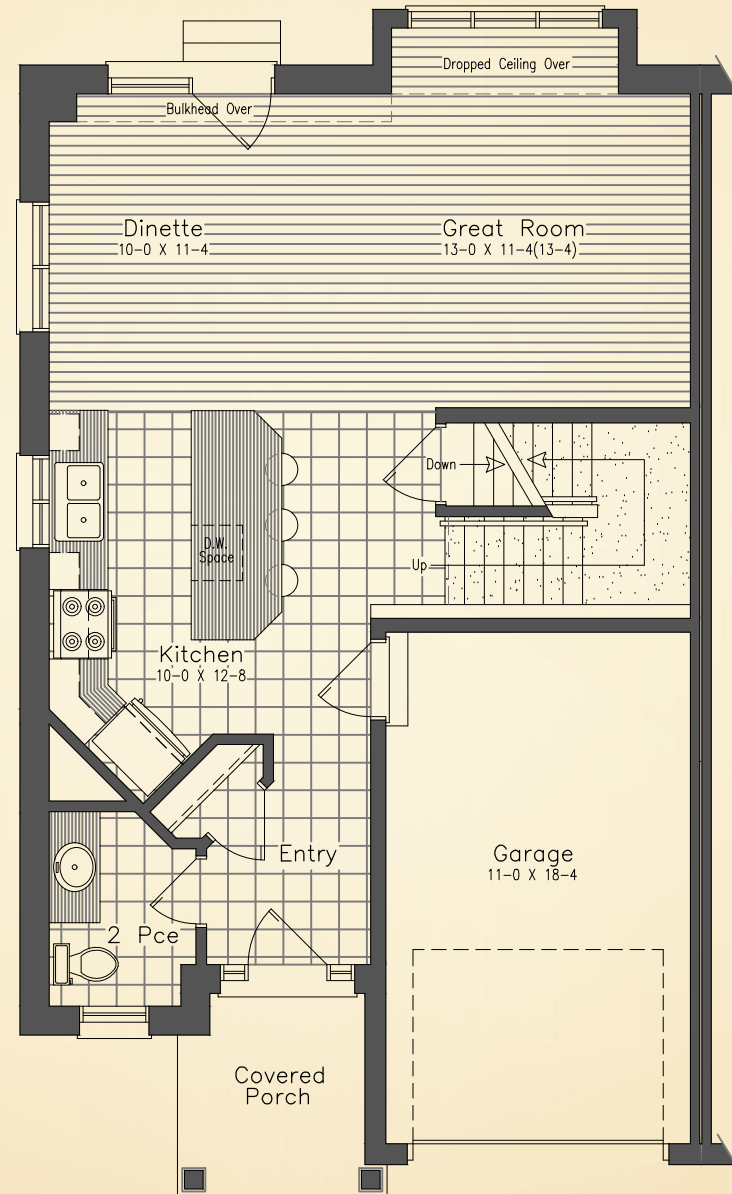 Dropped Ceiling Over
Bulkhead Over
Dinette
10-0 X 11-4
Great Room
13-0 X 11-4(13-4)
Down
D.W.
Space
Up
Kitchen
10-0 X 12-8
Entry
Garage
11-0 X 18-4
2 Pce
Covered
Porch